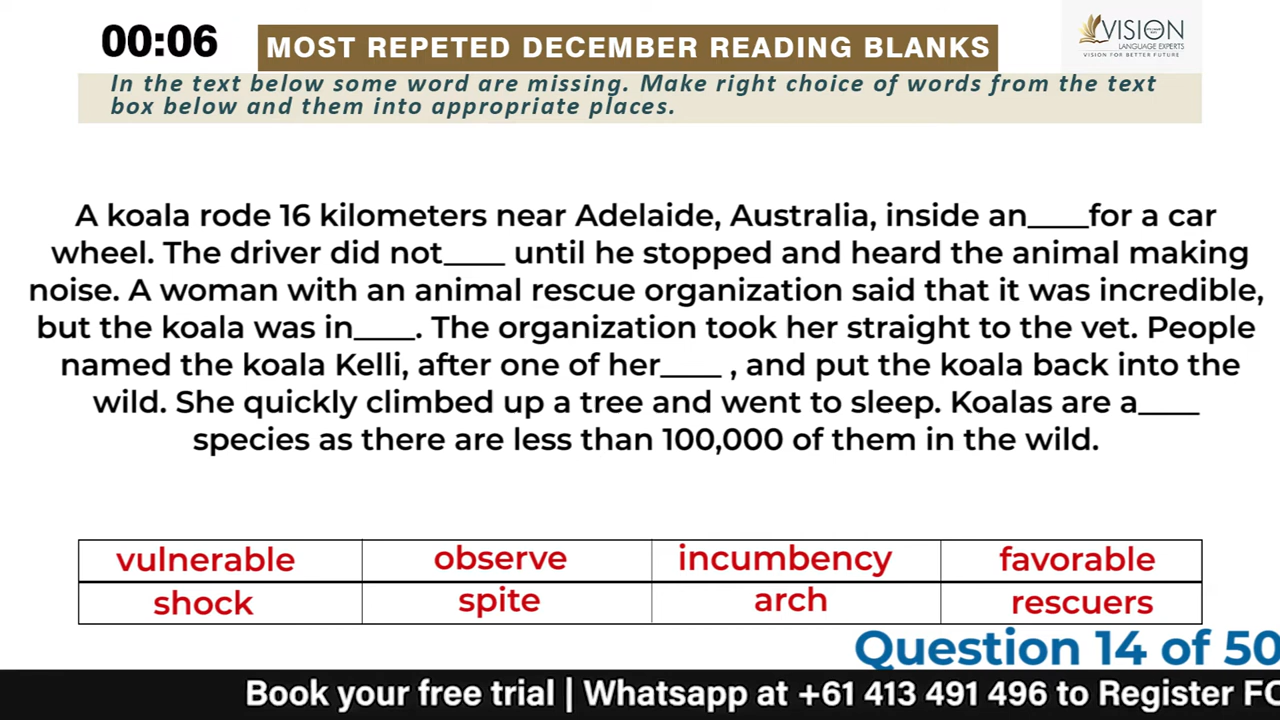 00:06
MOST REPETED DECEMBER READING BLANKS
VISION
LANGUAGE EXPERTS
VISION FOR BETTER FUTURE
In the text below some word are missing. Make right choice of words from the text
box below and them into appropriate places.
A koala rode 16 kilometers near Adelaide, Australia, inside an____for a car
wheel. The driver did not____ until he stopped and heard the animal making
noise. A woman with an animal rescue organization said that it was incredible,
but the koala was in____. The organization took her straight to the vet. People
named the koala Kelli, after one of her____ , and put the koala back into the
wild. She quickly climbed up a tree and went to sleep. Koalas are a____
species as there are less than 100,000 of them in the wild.
vulnerable observe incumbency favorable
shock spite arch rescuers
Question 14 of 50
Book your free trial | Whatsapp at +61 413 491 496 to Register FO